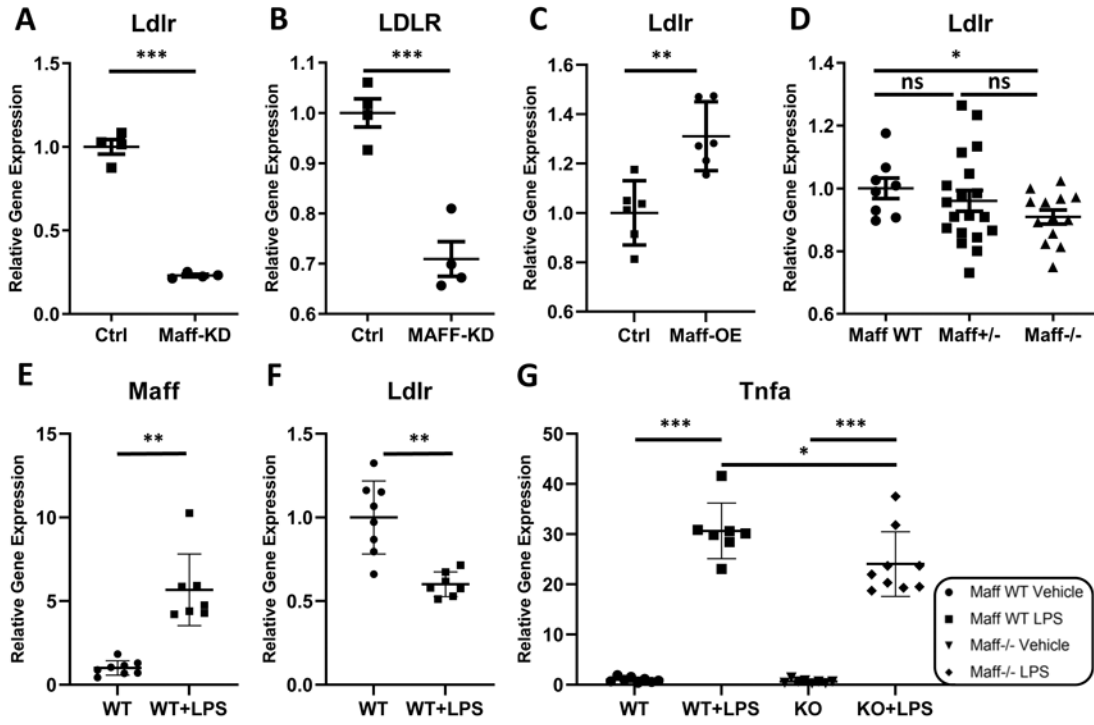 A
Ldlr
***
Relative Gene Expression
1.5
1.0
0.5
0.0
Ctrl
Maff-KD
B
LDLR
***
Relative Gene Expression
1.1
1.0
0.9
0.8
0.7
0.6
Ctrl
MAFF-KD
C
Ldlr
**
Relative Gene Expression
1.6
1.4
1.2
1.0
0.8
0.6
Ctrl
Maff-OE
D
Ldlr
*
ns
ns
Relative Gene Expression
1.4
1.2
1.0
0.8
0.6
Maff WT
Maff+/-
Maff-/-
E
Maff
**
Relative Gene Expression
15
10
5
0
WT
WT+LPS
F
Ldlr
**
Relative Gene Expression
1.5
1.0
0.5
0.0
WT
WT+LPS
G
Tnfa
***
***
*
Relative Gene Expression
50
40
30
20
10
0
WT
WT+LPS
KO
KO+LPS
Maff WT Vehicle
Maff WT LPS
Maff-/- Vehicle
Maff-/- LPS